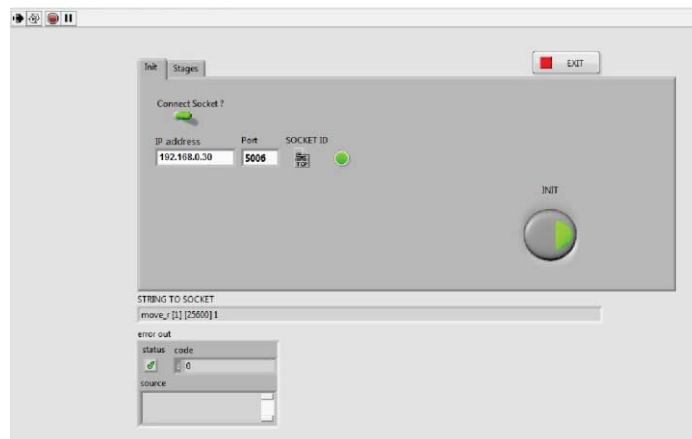 Init Stages
EXIT
Connect Socket ?
IP address Port SOCKET ID
192.168.0.30 5006
INIT
STRING TO SOCKET
move_r [1] [25600] 1
error out
status code
0
source